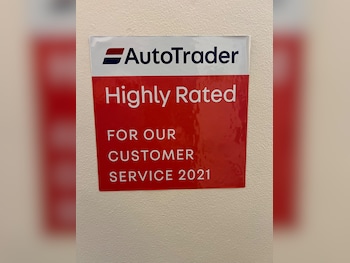 AutoTrader
Highly Rated
FOR OUR
CUSTOMER
SERVICE 2021